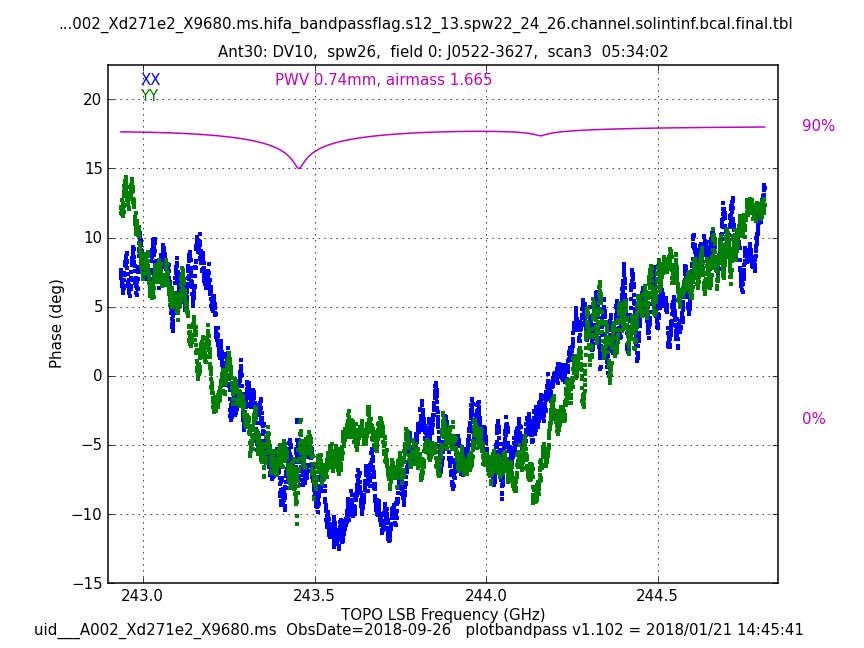 ...002_Xd271e2_X9680.ms.hifa_bandpassflag.s12_13.spw22_24_26.channel.solintinf.bcal.final.tbl
Ant30: DV10,  spw26,  field 0: J0522-3627,  scan3  05:34:02
XX
YY
PWV 0.74mm, airmass 1.665
90%
0%
20
15
10
5
0
−5
−10
−15
Phase (deg)
243.0 243.5 244.0 244.5
TOPO LSB Frequency (GHz)
uid___A002_Xd271e2_X9680.ms  ObsDate=2018-09-26   plotbandpass v1.102 = 2018/01/21 14:45:41